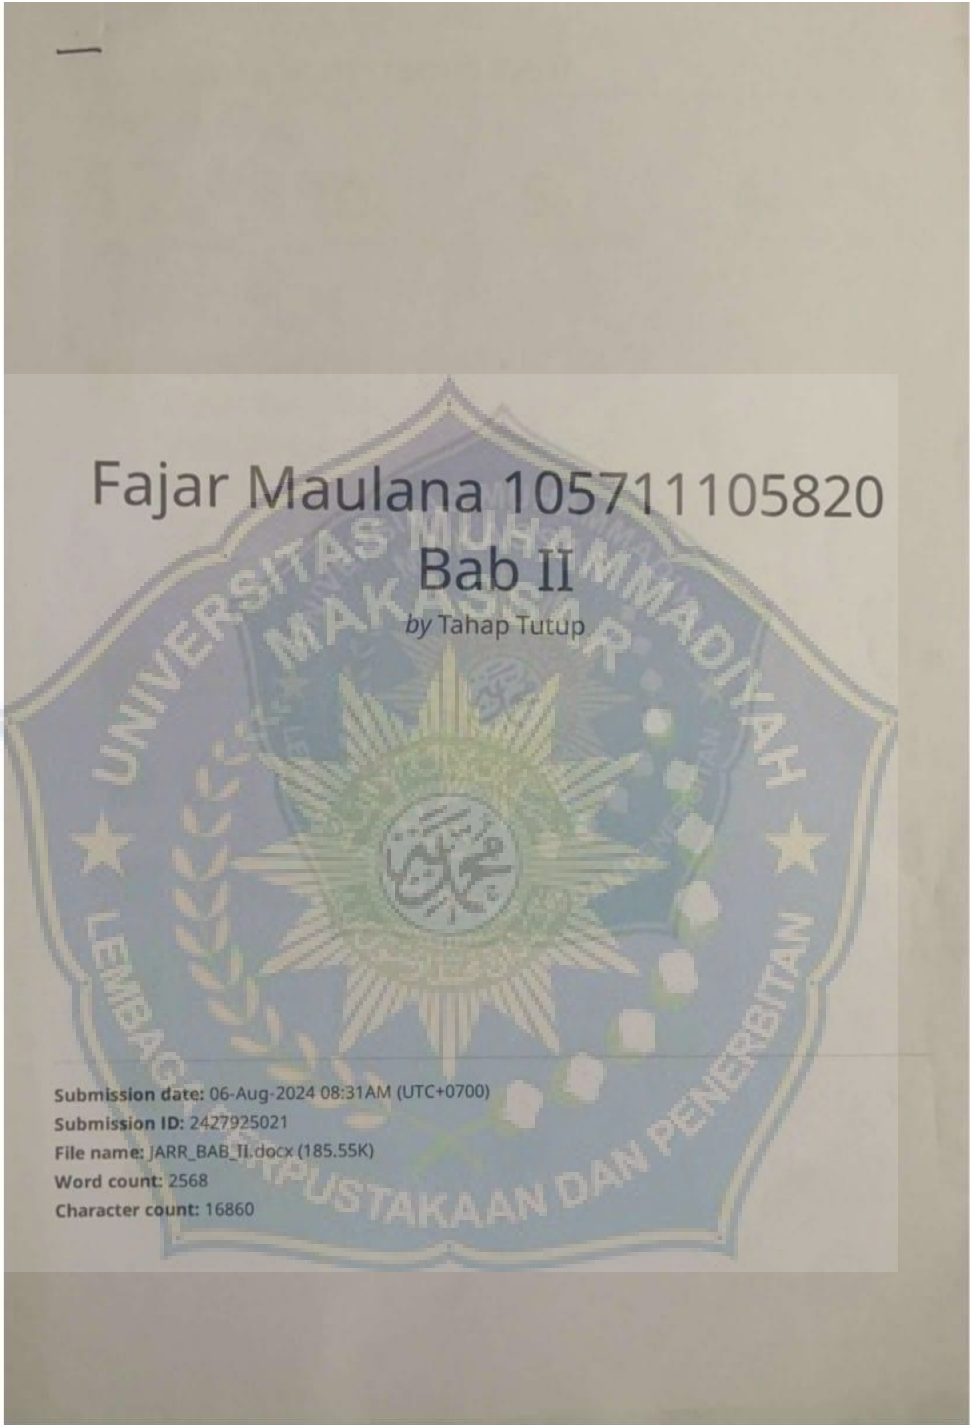 Fajar Maulana 105711105820
Bab II
by Tahap Tutup
UNIVERSITAS MUHAMMADIYAH
MAKASSAR
LEMBAGA PERPUSTAKAAN DAN PENERBITAN
Submission date: 06-Aug-2024 08:31AM (UTC+0700)
Submission ID: 2427925021
File name: JARR_BAB_II.docx (185.55K)
Word count: 2568
Character count: 16860